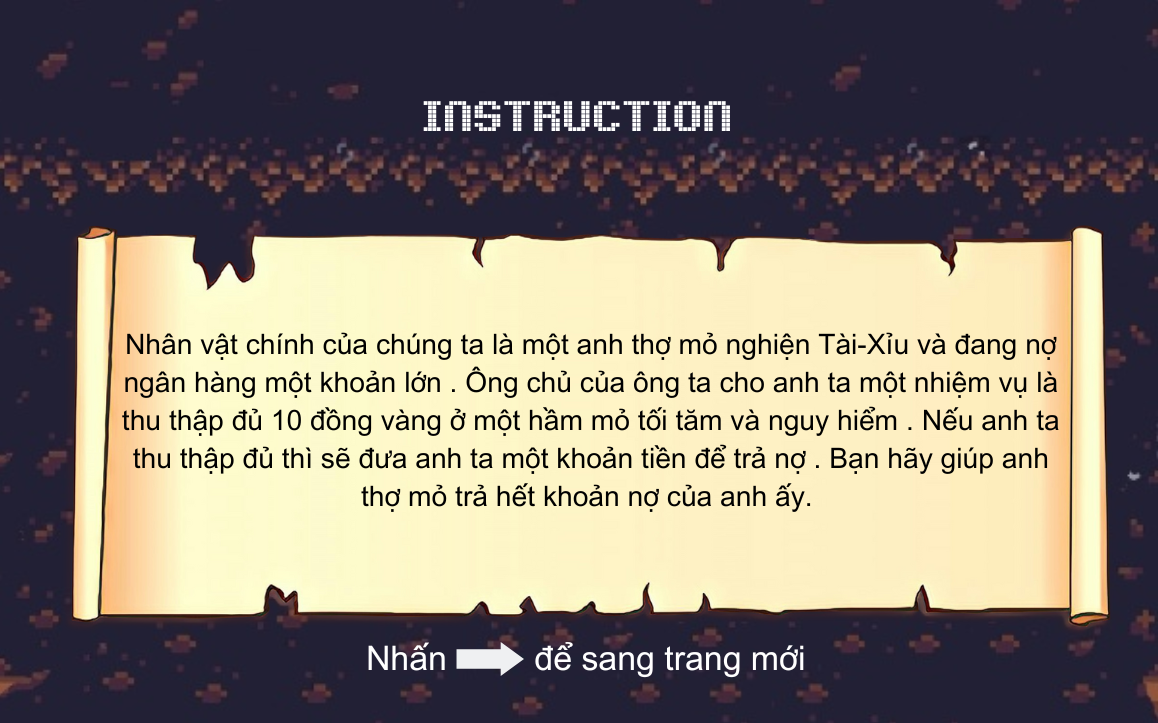 INSTRUCTION
Nhân vật chính của chúng ta là một anh thợ mỏ nghiện Tài-Xỉu và đang nợ
ngân hàng một khoản lớn . Ông chủ của ông ta cho anh ta một nhiệm vụ là
thu thập đủ 10 đồng vàng ở một hầm mỏ tối tăm và nguy hiểm . Nếu anh ta
thu thập đủ thì sẽ đưa anh ta một khoản tiền để trả nợ . Bạn hãy giúp anh
thợ mỏ trả hết khoản nợ của anh ấy.
Nhấn để sang trang mới